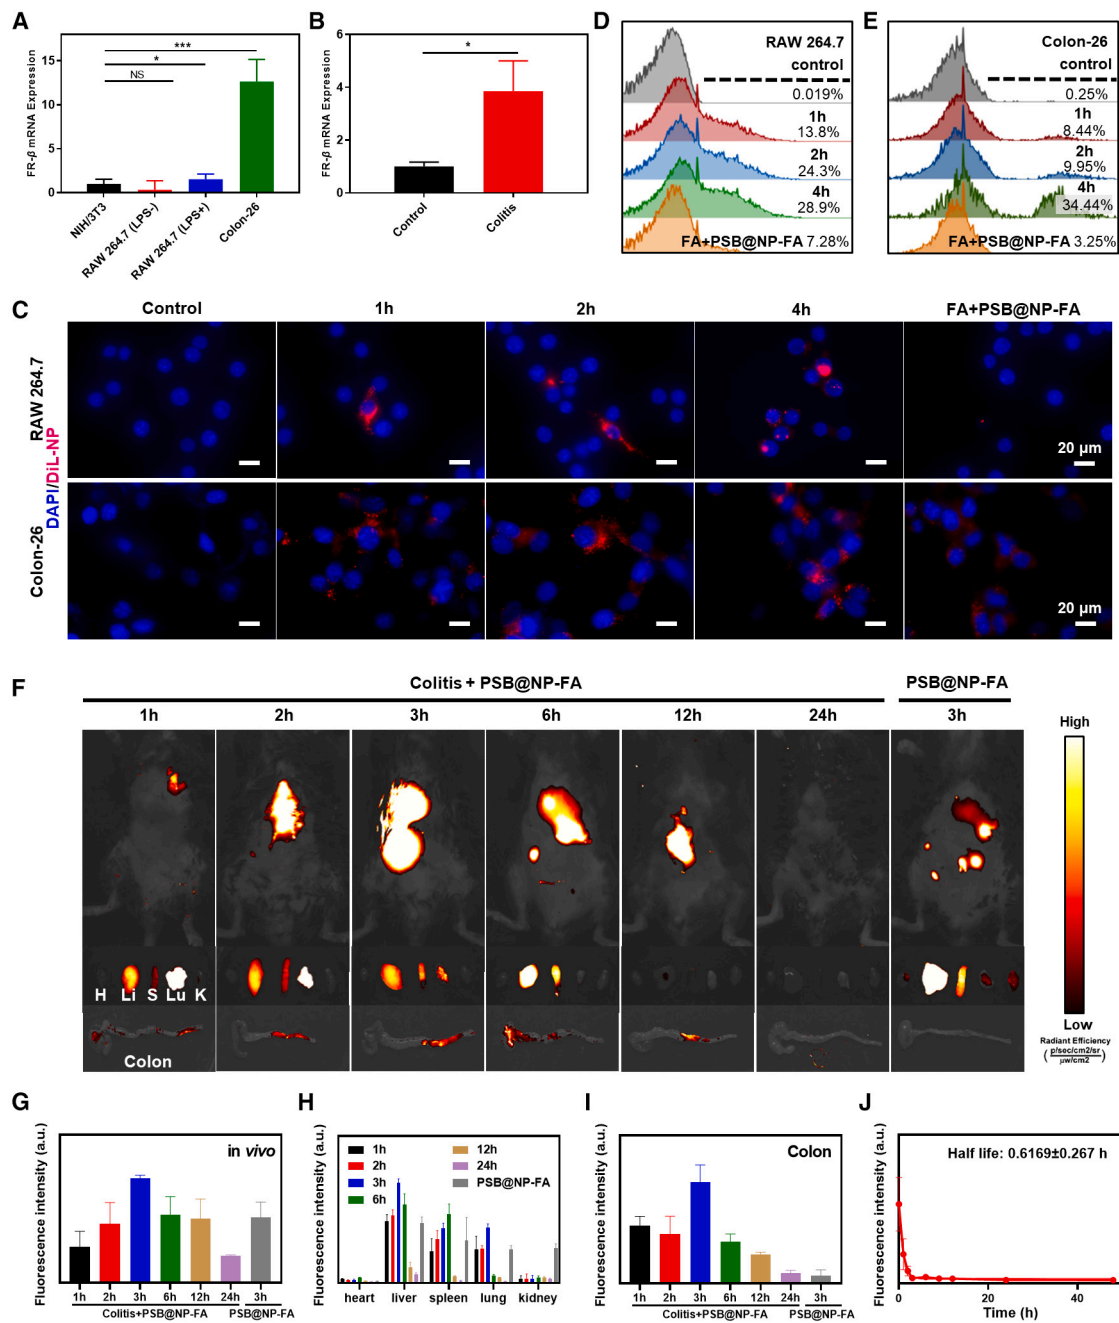 A
FR-β mRNA Expression
15
10
5
0
***
*
NS
NIH/3T3
RAW 264.7 (LPS-)
RAW 264.7 (LPS+)
Colon-26
B
FR-β mRNA Expression
6
4
2
0
*
Control
Colitis
D
RAW 264.7
control
0.019%
1h
13.8%
2h
24.3%
4h
28.9%
FA+PSB@NP-FA 7.28%
E
Colon-26
control
0.25%
1h
8.44%
2h
9.95%
4h
34.44%
FA+PSB@NP-FA 3.25%
C
Control
1h
2h
4h
FA+PSB@NP-FA
DAPI/DiL-NP
RAW 264.7
20 µm
Colon-26
20 µm
F
Colitis + PSB@NP-FA
PSB@NP-FA
1h
2h
3h
6h
12h
24h
3h
H Li S Lu K
Colon
High
Low
Radiant Efficiency
(p/sec/cm2/sr
µw/cm2)
G
Fluorescence intensity (a.u.)
in vivo
1h 2h 3h 6h 12h 24h 3h
Colitis+PSB@NP-FA PSB@NP-FA
H
Fluorescence intensity (a.u.)
1h
2h
3h
6h
12h
24h
PSB@NP-FA
heart liver spleen lung kidney
I
Fluorescence intensity (a.u.)
Colon
1h 2h 3h 6h 12h 24h 3h
Colitis+PSB@NP-FA PSB@NP-FA
J
Fluorescence intensity (a.u.)
Half life: 0.6169±0.267 h
0 20 40
Time (h)